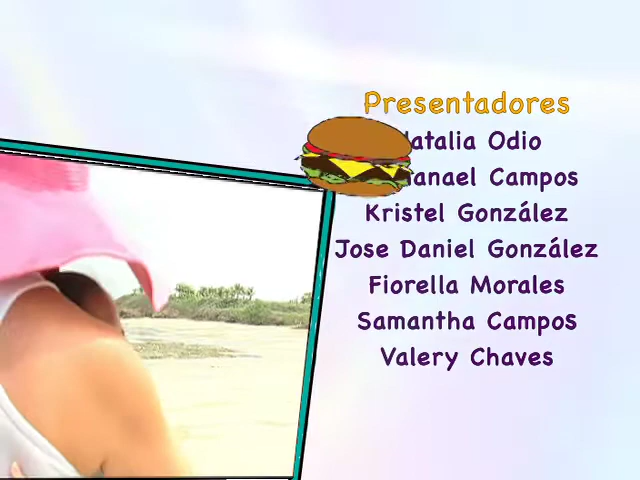 Presentadores
Odio
Campos
Kristel González
Jose Daniel González
Fiorella Morales
Samantha Campos
Valery Chaves